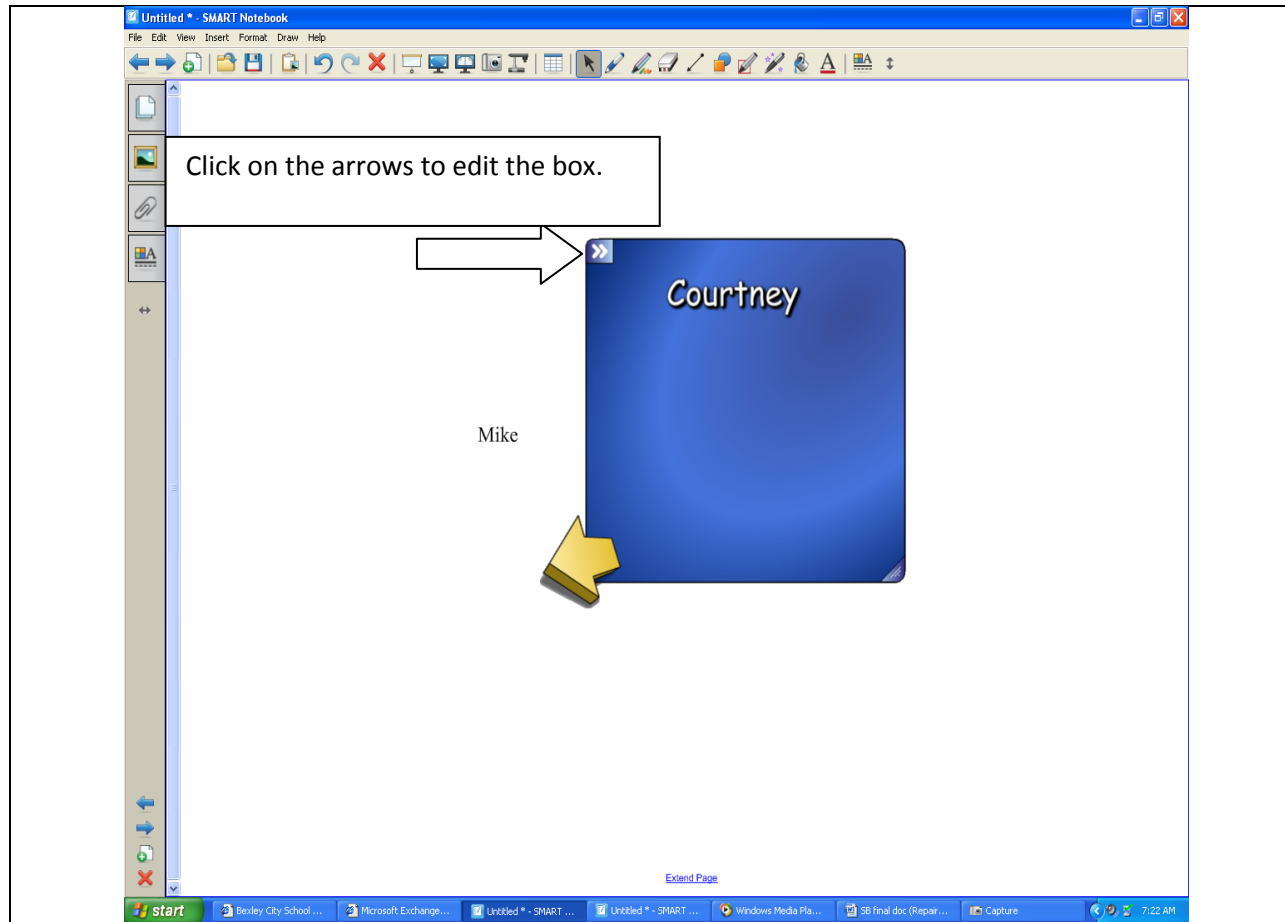 Untitled * - SMART Notebook
File Edit View Insert Format Draw Help
Click on the arrows to edit the box.
Courtney
Mike
Extend Page
start Bexley City School ... Microsoft Exchange... Untitled * - SMART ... Untitled * - SMART ... Windows Media Pla... SB final doc (Repair... Capture 7:22 AM